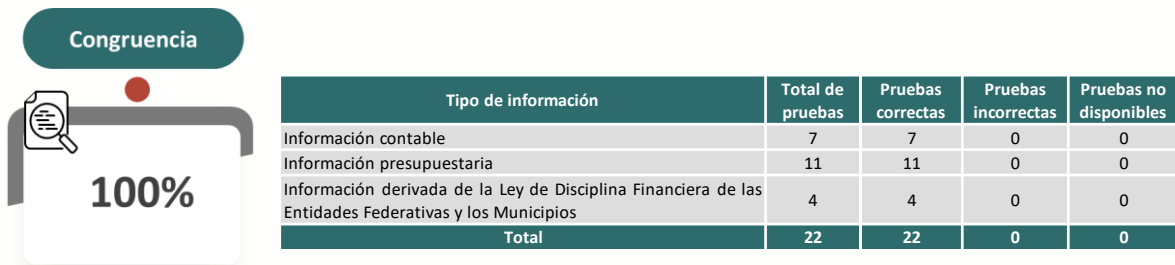 Congruencia
100%
Tipo de información Total de pruebas Pruebas correctas Pruebas incorrectas Pruebas no disponibles
Información contable 7 7 0 0
Información presupuestaria 11 11 0 0
Información derivada de la Ley de Disciplina Financiera de las
Entidades Federativas y los Municipios 4 4 0 0
Total 22 22 0 0